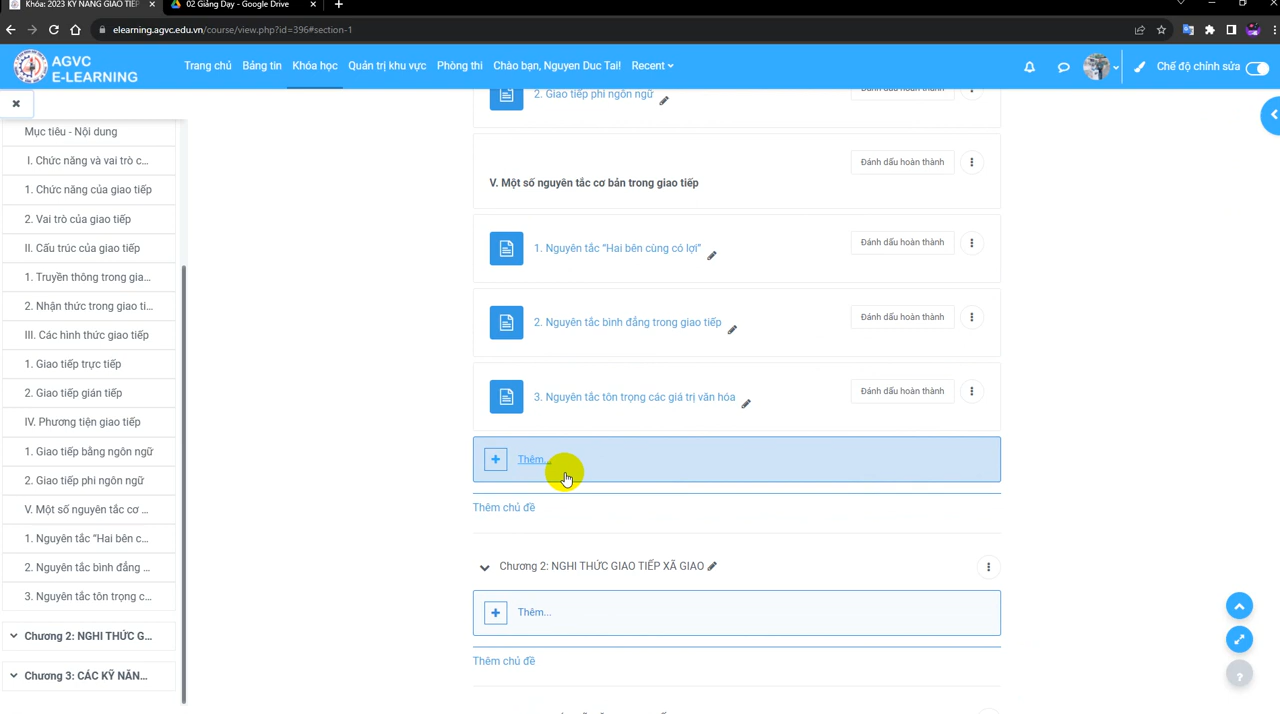 Khóa: 2023 KỸ NĂNG GIAO TIẾP
02 Giảng Dạy - Google Drive
elearning.agvc.edu.vn/course/view.php?id=396#section-1
AGVC
E-LEARNING
Trang chủ
Bảng tin
Khóa học
Quản trị khu vực
Phòng thi
Chào bạn, Nguyen Duc Tai!
Recent
Chế độ chỉnh sửa
Mục tiêu - Nội dung
I. Chức năng và vai trò c...
1. Chức năng của giao tiếp
2. Vai trò của giao tiếp
II. Cấu trúc của giao tiếp
1. Truyền thông trong gia...
2. Nhận thức trong giao ti...
III. Các hình thức giao tiếp
1. Giao tiếp trực tiếp
2. Giao tiếp gián tiếp
IV. Phương tiện giao tiếp
1. Giao tiếp bằng ngôn ngữ
2. Giao tiếp phi ngôn ngữ
V. Một số nguyên tắc cơ ...
1. Nguyên tắc “Hai bên c...
2. Nguyên tắc bình đẳng ...
3. Nguyên tắc tôn trọng c...
Chương 2: NGHI THỨC G...
Chương 3: CÁC KỸ NĂN...
2. Giao tiếp phi ngôn ngữ
Đánh dấu hoàn thành
V. Một số nguyên tắc cơ bản trong giao tiếp
Đánh dấu hoàn thành
1. Nguyên tắc “Hai bên cùng có lợi”
Đánh dấu hoàn thành
2. Nguyên tắc bình đẳng trong giao tiếp
Đánh dấu hoàn thành
3. Nguyên tắc tôn trọng các giá trị văn hóa
Đánh dấu hoàn thành
Thêm...
Thêm chủ đề
Chương 2: NGHI THỨC GIAO TIẾP XÃ GIAO
Thêm...
Thêm chủ đề